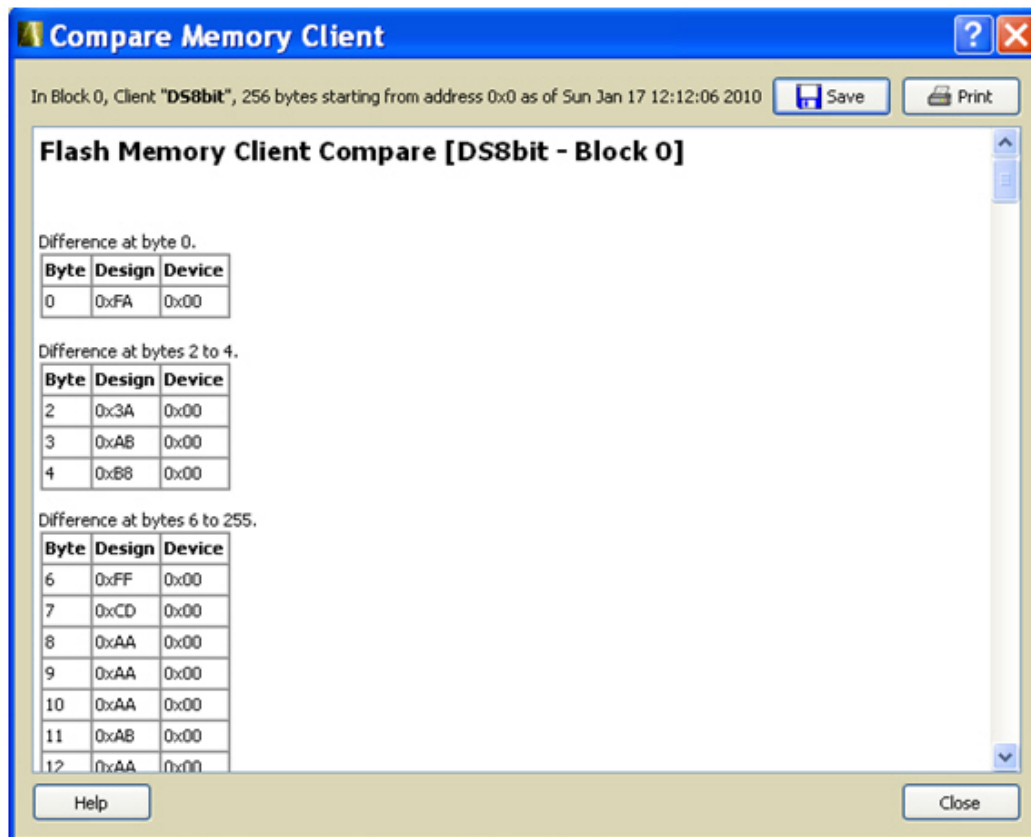 Compare Memory Client
In Block 0, Client "DS8bit", 256 bytes starting from address 0x0 as of Sun Jan 17 12:12:06 2010 Save Print
Flash Memory Client Compare [DS8bit - Block 0]
Difference at byte 0.
Byte Design Device
0 0xFA 0x00
Difference at bytes 2 to 4.
Byte Design Device
2 0x3A 0x00
3 0xAB 0x00
4 0xB8 0x00
Difference at bytes 6 to 255.
Byte Design Device
6 0xFF 0x00
7 0xCD 0x00
8 0xAA 0x00
9 0xAA 0x00
10 0xAA 0x00
11 0xAB 0x00
12 0xAA 0x00
Help Close